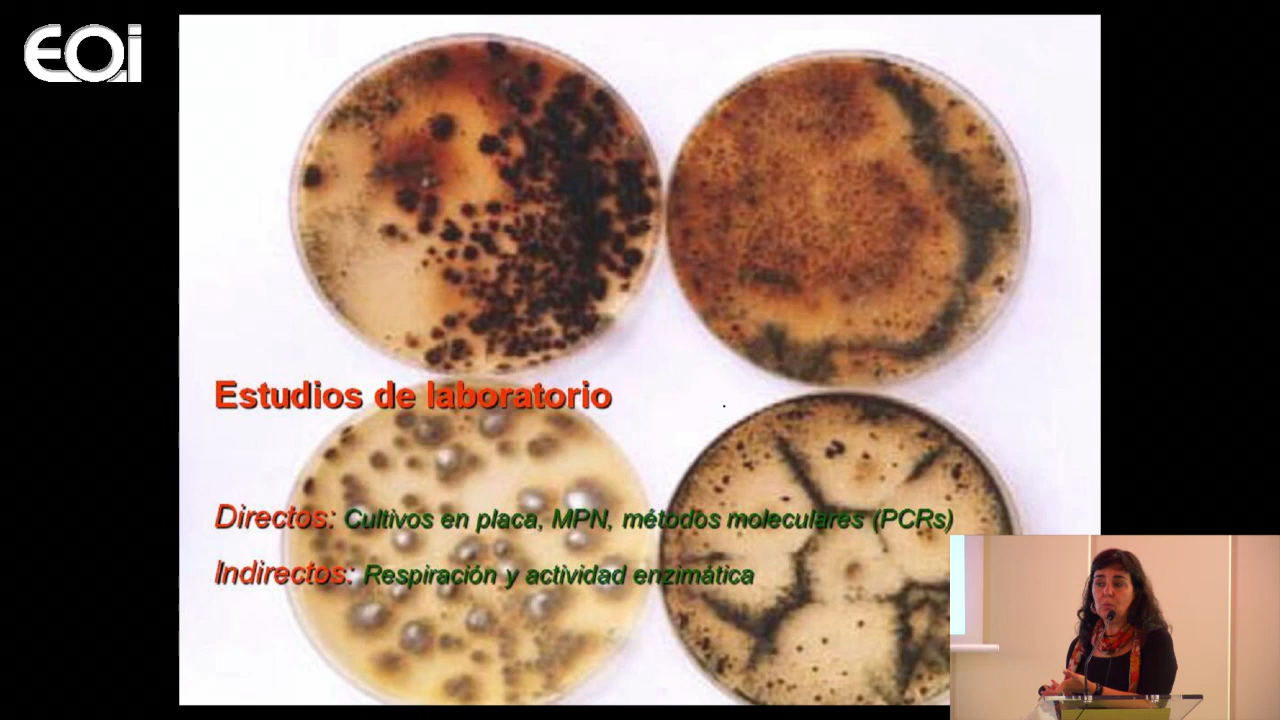 EOi
Estudios de laboratorio
Directos: Cultivos en placa, MPN, métodos moleculares (PCRs)
Indirectos: Respiración y actividad enzimática